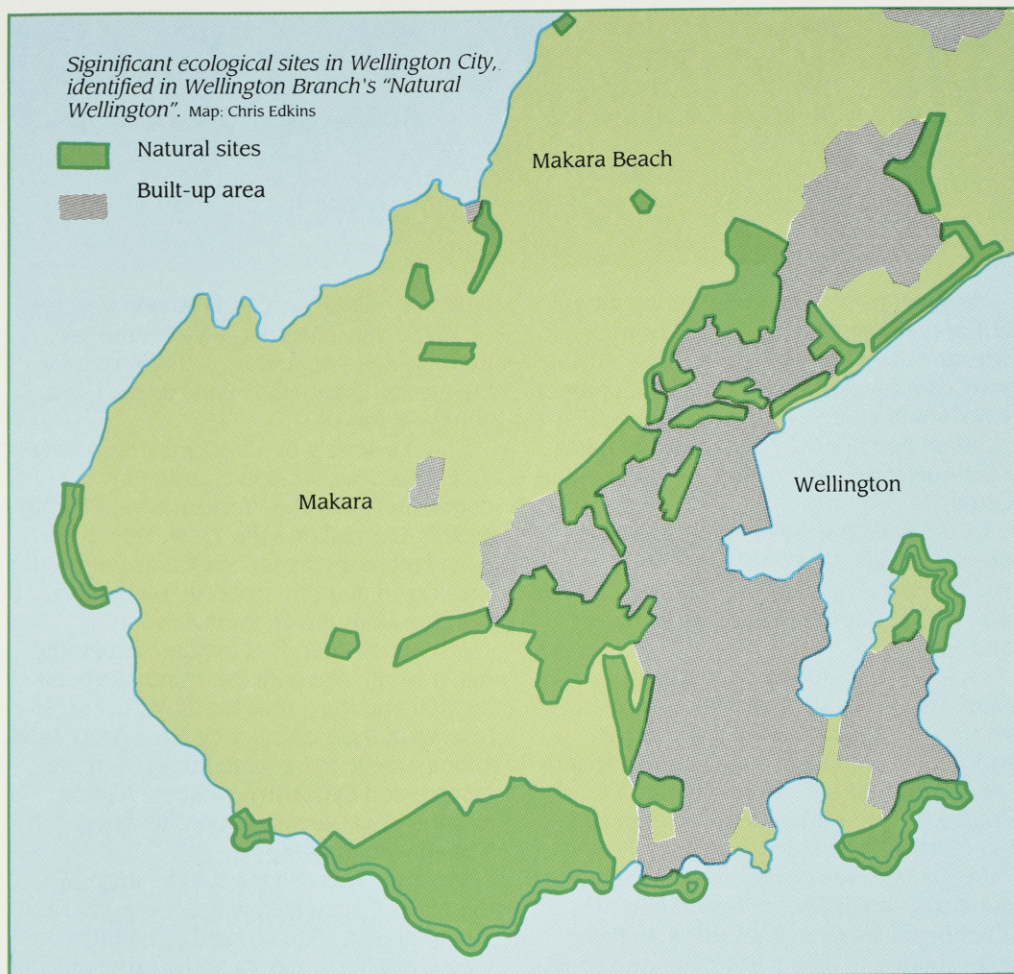 Siginificant ecological sites in Wellington City,
identified in Wellington Branch's "Natural
Wellington". Map: Chris Edkins
Natural sites
Built-up area
Makara Beach
Wellington
Makara